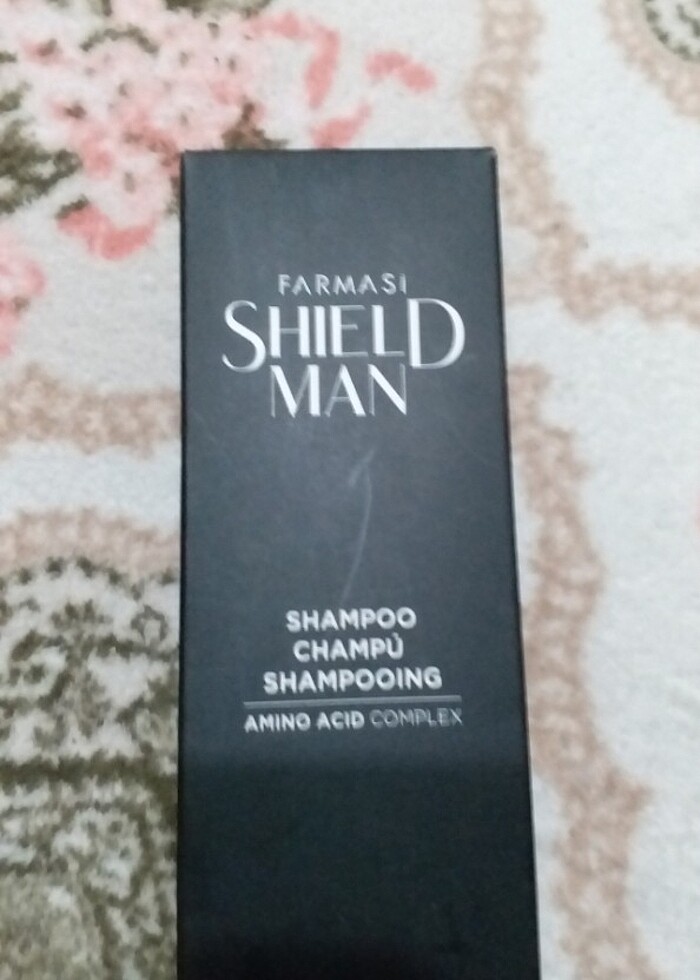 FARMASi
SHIELD
MAN
SHAMPOO
CHAMPÚ
SHAMPOOING
AMINO ACID COMPLEX